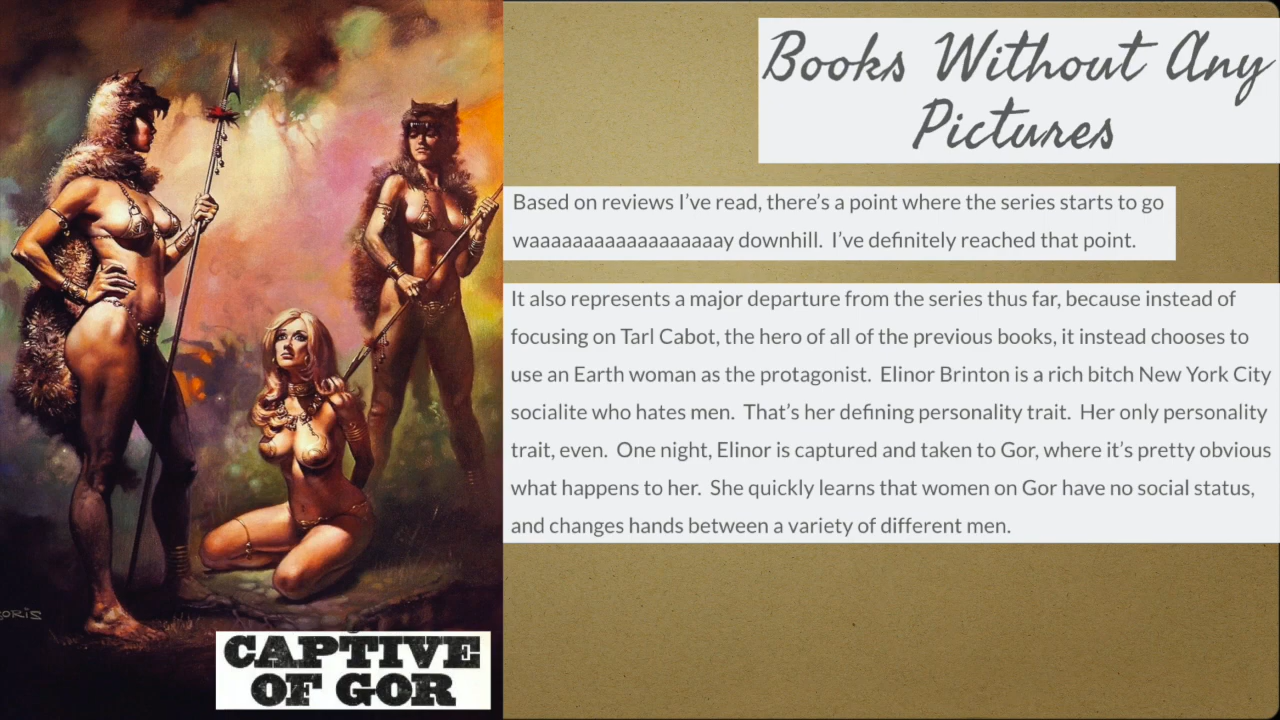 Books Without Any
Pictures
Based on reviews I've read, there's a point where the series starts to go
waaaaaaaaaaaaaaaaaaay downhill.  I've definitely reached that point.
It also represents a major departure from the series thus far, because instead of
focusing on Tarl Cabot, the hero of all of the previous books, it instead chooses to
use an Earth woman as the protagonist.  Elinor Brinton is a rich bitch New York City
socialite who hates men.  That's her defining personality trait.  Her only personality
trait, even.  One night, Elinor is captured and taken to Gor, where it's pretty obvious
what happens to her.  She quickly learns that women on Gor have no social status,
and changes hands between a variety of different men.
ORIS
CAPTIVE
OF GOR